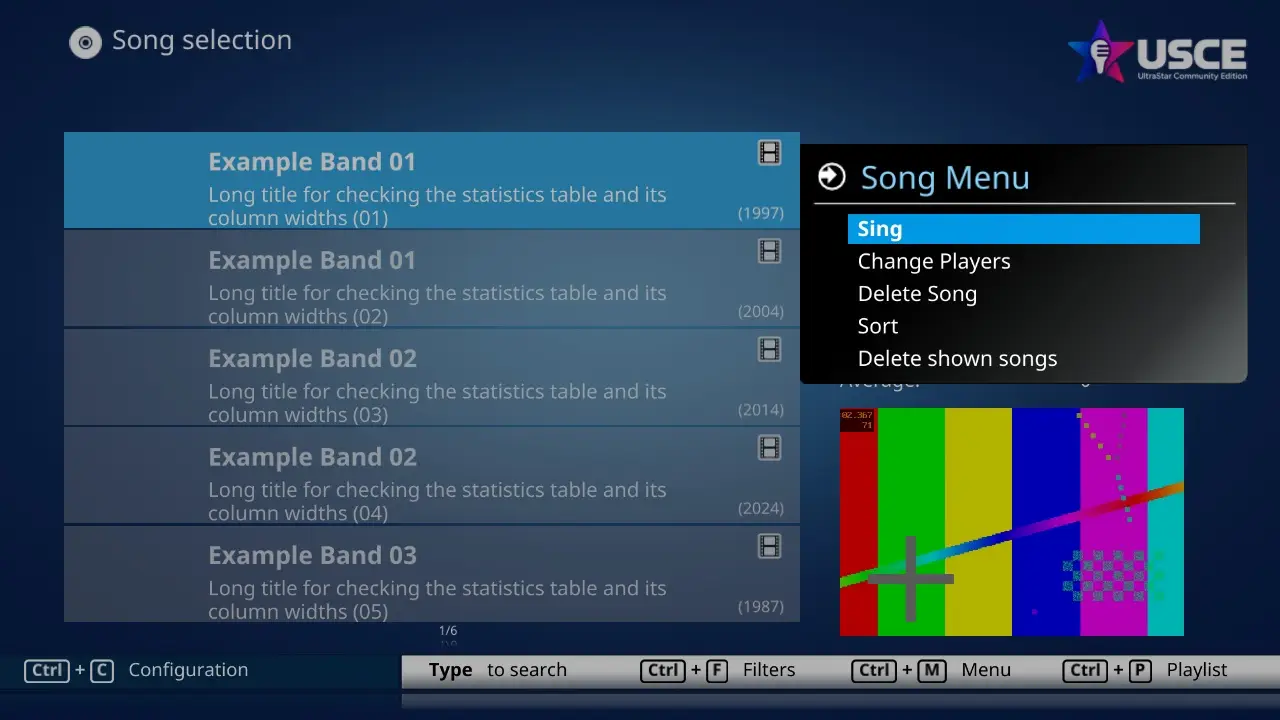 Song selection
USCE
UltraStar Community Edition
Example Band 01
Long title for checking the statistics table and its
column widths (01)
(1997)
Example Band 01
Long title for checking the statistics table and its
column widths (02)
(2004)
Example Band 02
Long title for checking the statistics table and its
column widths (03)
(2014)
Example Band 02
Long title for checking the statistics table and its
column widths (04)
(2024)
Example Band 03
Long title for checking the statistics table and its
column widths (05)
(1987)
1/6
Song Menu
Sing
Change Players
Delete Song
Sort
Delete shown songs
Average:
02.367
71
Ctrl + C Configuration
Type to search
Ctrl + F Filters
Ctrl + M Menu
Ctrl + P Playlist